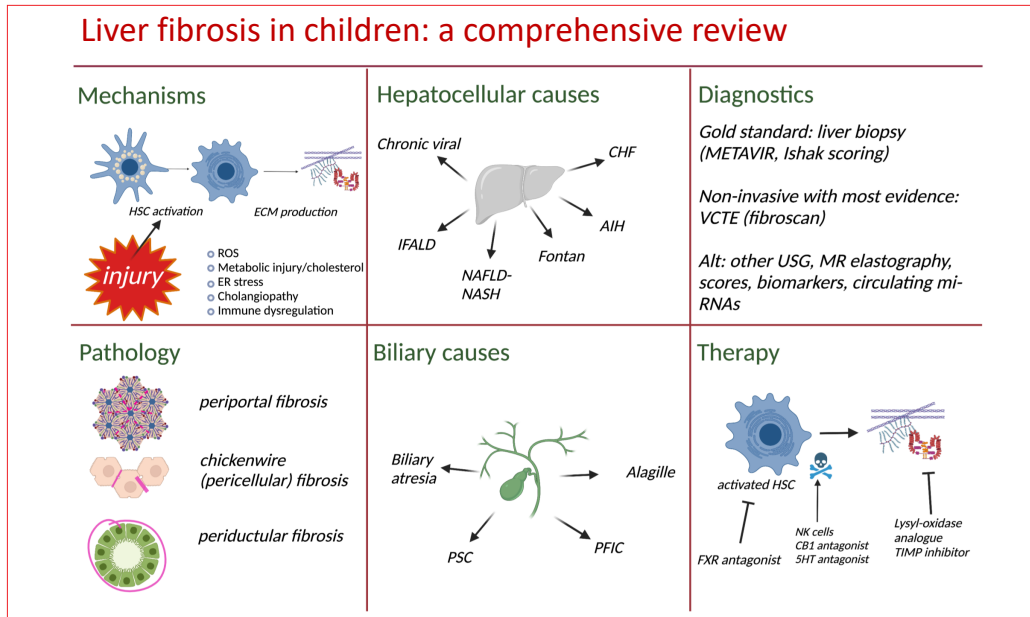 Liver fibrosis in children: a comprehensive review
Mechanisms
HSC activation
ECM production
injury
ROS
Metabolic injury/cholesterol
ER stress
Cholangiopathy
Immune dysregulation
Hepatocellular causes
Chronic viral
CHF
IFALD
AIH
NAFLD-
NASH
Fontan
Diagnostics
Gold standard: liver biopsy
(METAVIR, Ishak scoring)
Non-invasive with most evidence:
VCTE (fibroscan)
Alt: other USG, MR elastography,
scores, biomarkers, circulating mi-
RNAs
Pathology
periportal fibrosis
chickenwire
(pericellular) fibrosis
periductular fibrosis
Biliary causes
Biliary
atresia
Alagille
PSC
PFIC
Therapy
activated HSC
FXR antagonist
NK cells
CB1 antagonist
5HT antagonist
Lysyl-oxidase
analogue
TIMP inhibitor